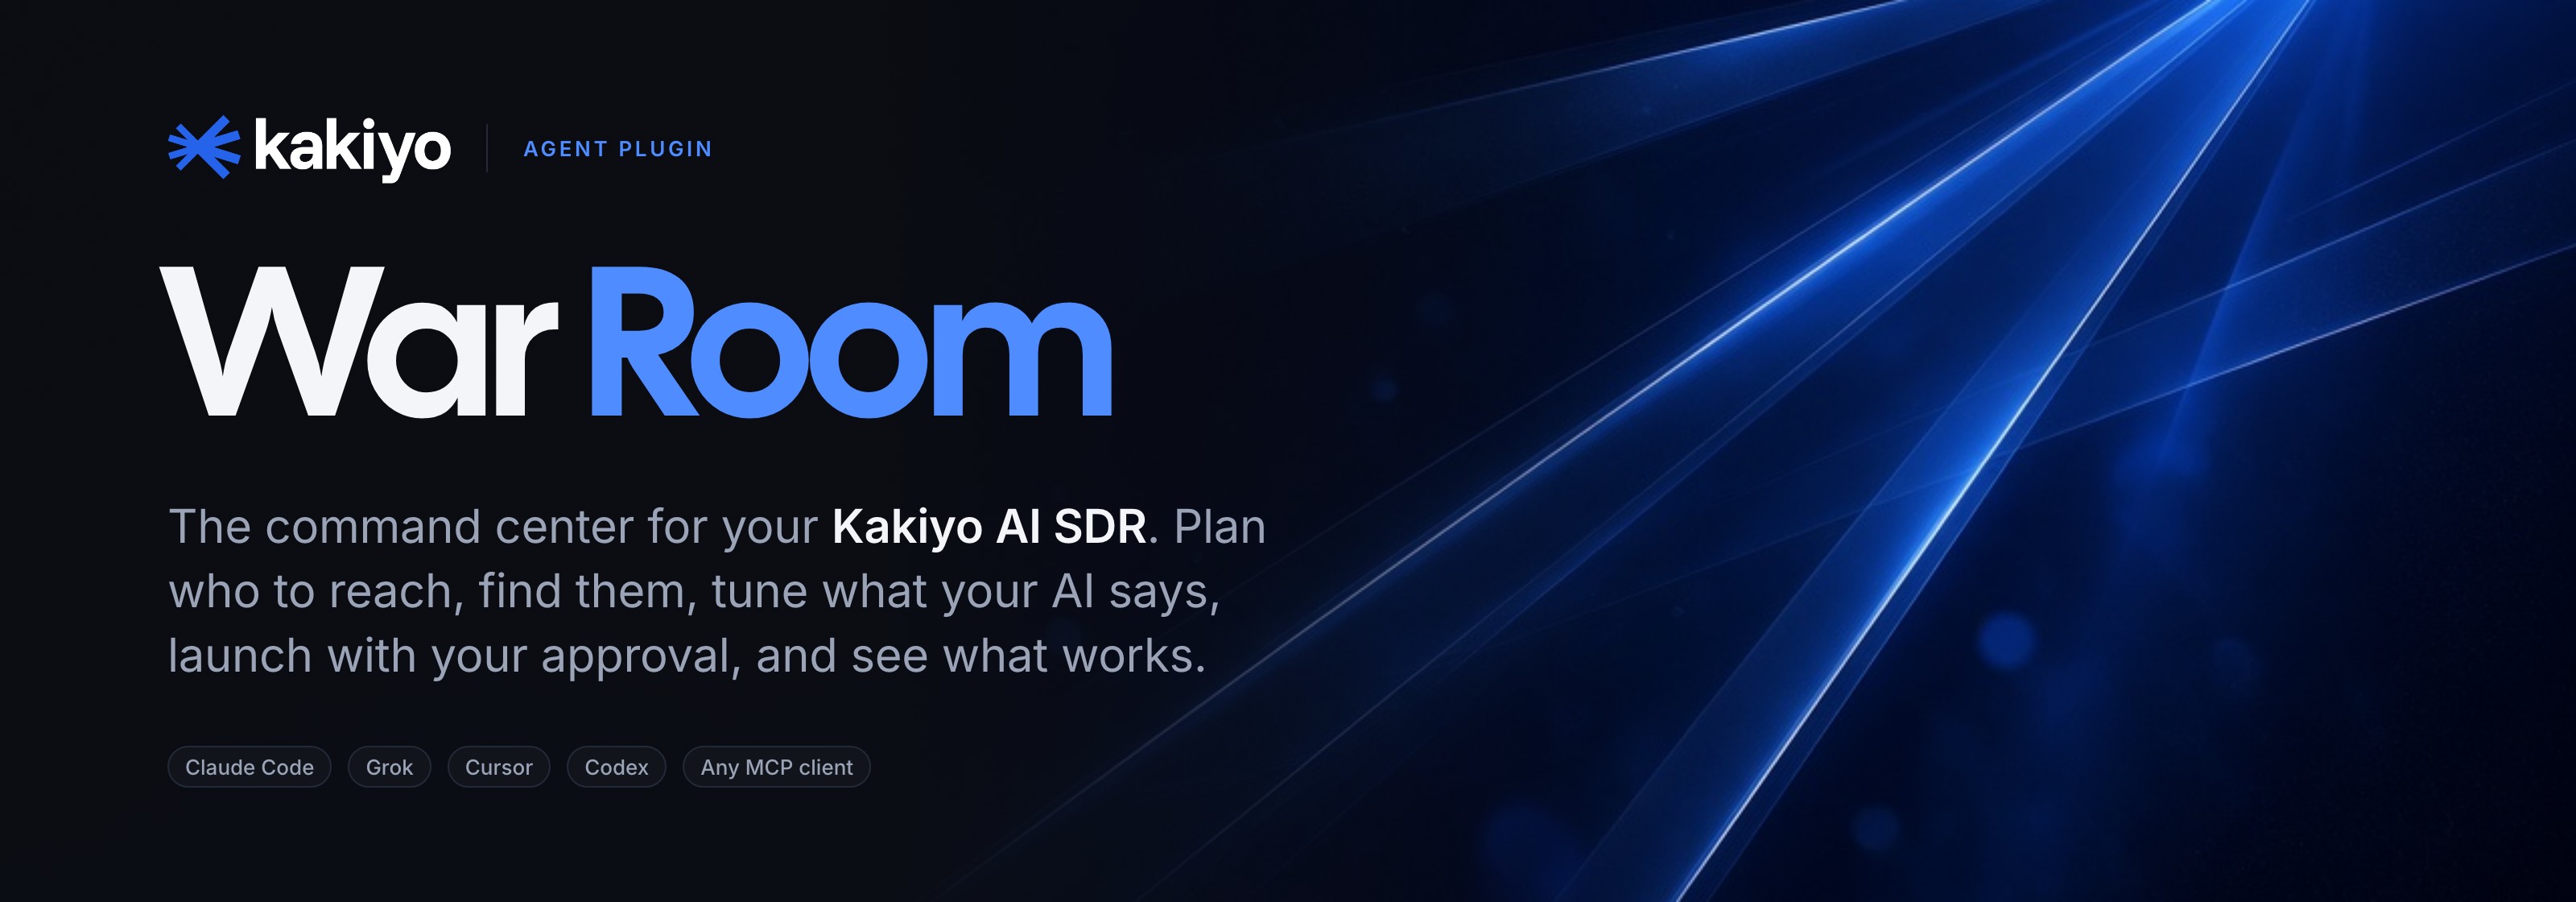 kakiyo
AGENT PLUGIN
War Room
The command center for your Kakiyo AI SDR. Plan
who to reach, find them, tune what your AI says,
launch with your approval, and see what works.
Claude Code
Grok
Cursor
Codex
Any MCP client